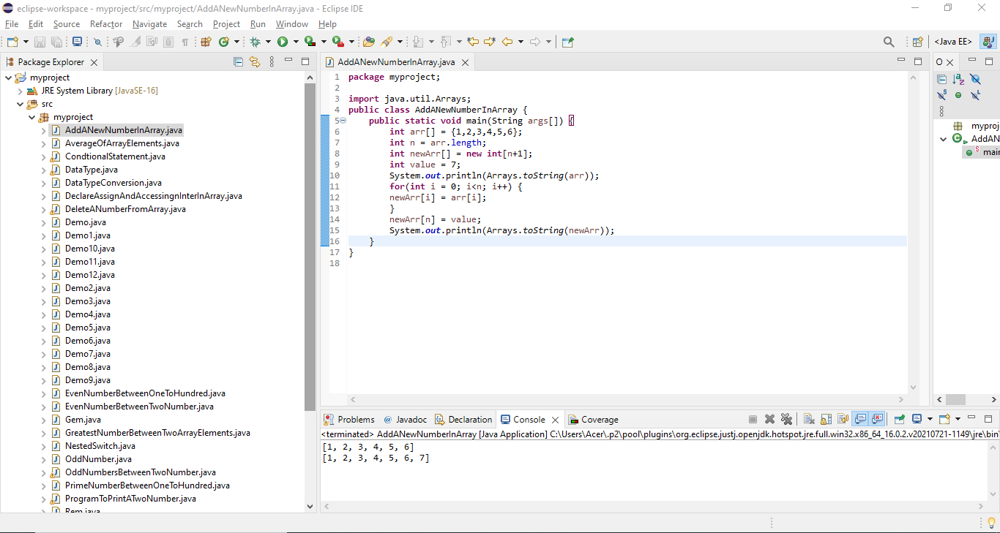 eclipse-workspace - myproject/src/myproject/AddANewNumberInArray.java - Eclipse IDE
File Edit Source Refactor Navigate Search Project Run Window Help
<Java EE>
Package Explorer
myproject
JRE System Library [JavaSE-16]
src
myproject
AddANewNumberInArray.java
AverageOfArrayElements.java
CondtionalStatement.java
DataType.java
DataTypeConversion.java
DeclareAssignAndAccessingnInterInArray.java
DeleteANumberFromArray.java
Demo.java
Demo1.java
Demo10.java
Demo11.java
Demo12.java
Demo2.java
Demo3.java
Demo4.java
Demo5.java
Demo6.java
Demo7.java
Demo8.java
Demo9.java
EvenNumberBetweenOneToHundred.java
EvenNumberBetweenTwoNumber.java
Gem.java
GreatestNumberBetweenTwoArrayElements.java
NestedSwitch.java
OddNumber.java
OddNumbersBetweenTwoNumber.java
PrimeNumberBetweenOneToHundred.java
ProgramToPrintATwoNumber.java
Rem.java
AddANewNumberInArray.java
1 package myproject;
2
3 import java.util.Arrays;
4 public class AddANewNumberInArray {
5 public static void main(String args[]) {
6 int arr[] = {1,2,3,4,5,6};
7 int n = arr.length;
8 int newArr[] = new int[n+1];
9 int value = 7;
10 System.out.println(Arrays.toString(arr));
11 for(int i = 0; i<n; i++) {
12 newArr[i] = arr[i];
13 }
14 newArr[n] = value;
15 System.out.println(Arrays.toString(newArr));
16 }
17 }
18
O
myproj
AddAN
mai
Problems @ Javadoc Declaration Console Coverage
<terminated> AddANewNumberInArray [Java Application] C:\Users\Acer\.p2\pool\plugins\org.eclipse.justj.openjdk.hotspot.jre.full.win32.x86_64_16.0.2.v20210721-1149\jre\bin\
[1, 2, 3, 4, 5, 6]
[1, 2, 3, 4, 5, 6, 7]